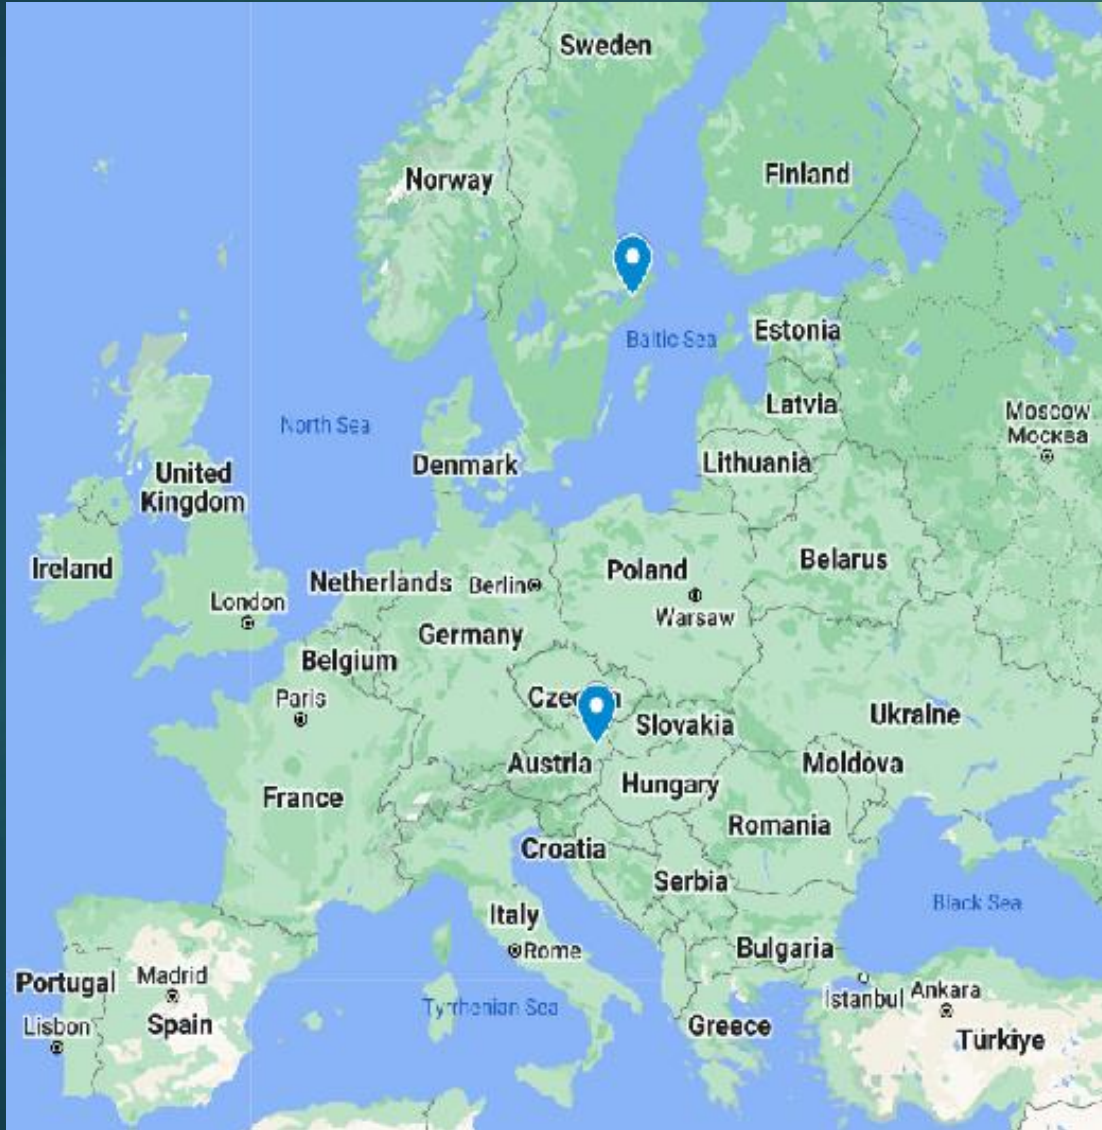 Sweden
Norway
Finland
Baltic Sea
Estonia
Latvia
Moscow
Москва
North Sea
Denmark
Lithuania
United
Kingdom
Ireland
Netherlands
Berlin
Poland
Belarus
London
Warsaw
Germany
Belgium
Paris
Slovakia
Ukraine
Austria
Moldova
Hungary
France
Romania
Croatia
Serbia
Black Sea
Italy
Rome
Bulgaria
Portugal
Madrid
İstanbul
Ankara
Tyrrhenian Sea
Lisbon
Spain
Greece
Türkiye